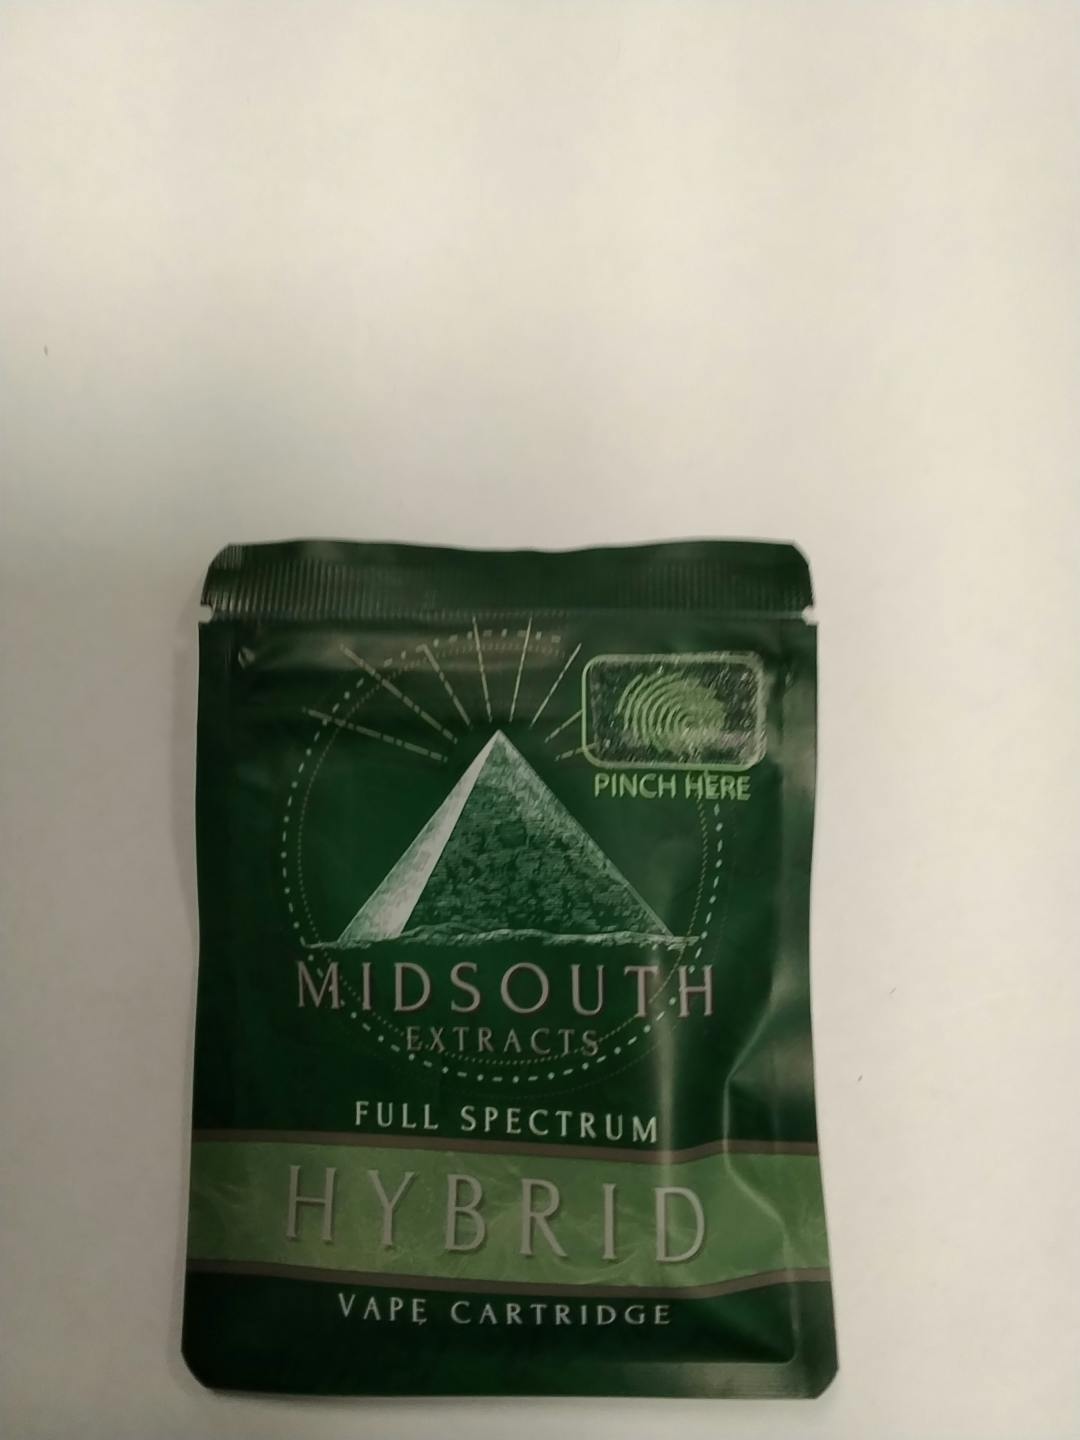 PINCH HERE
MIDSOUTH
EXTRACTS
FULL SPECTRUM
HYBRID
VAPE CARTRIDGE